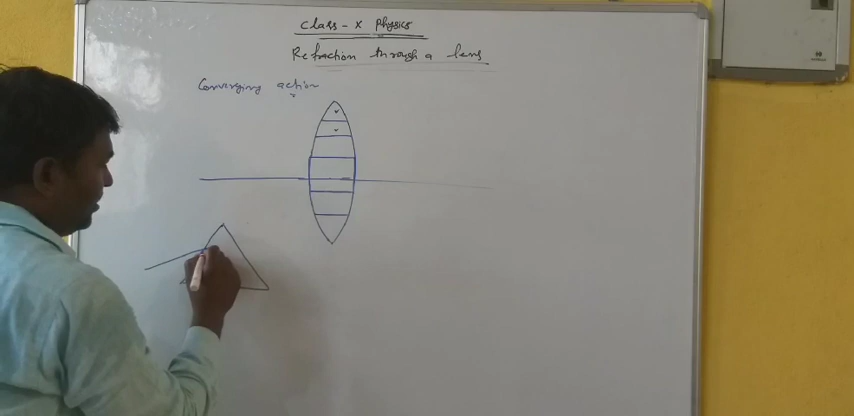 Class - X Physics
Refraction through a lens
Converging action